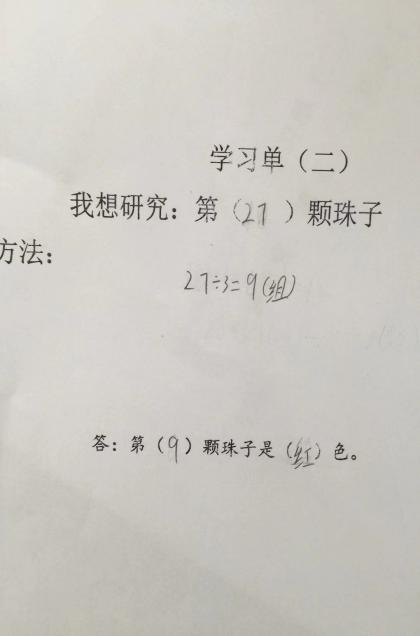 学习单（二）
我想研究：第（27）颗珠子
方法：
27÷3=9（组）
答：第（9）颗珠子是（红）色。